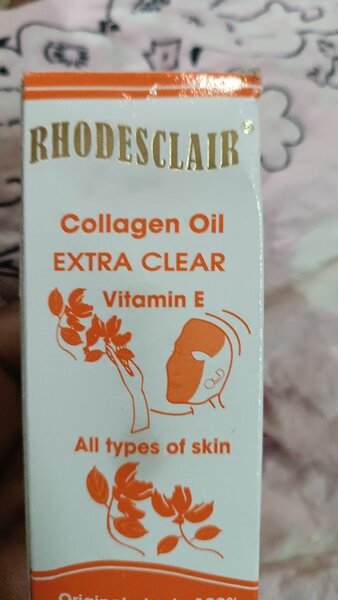 RHODESCLAIR®
Collagen Oil
EXTRA CLEAR
Vitamin E
All types of skin